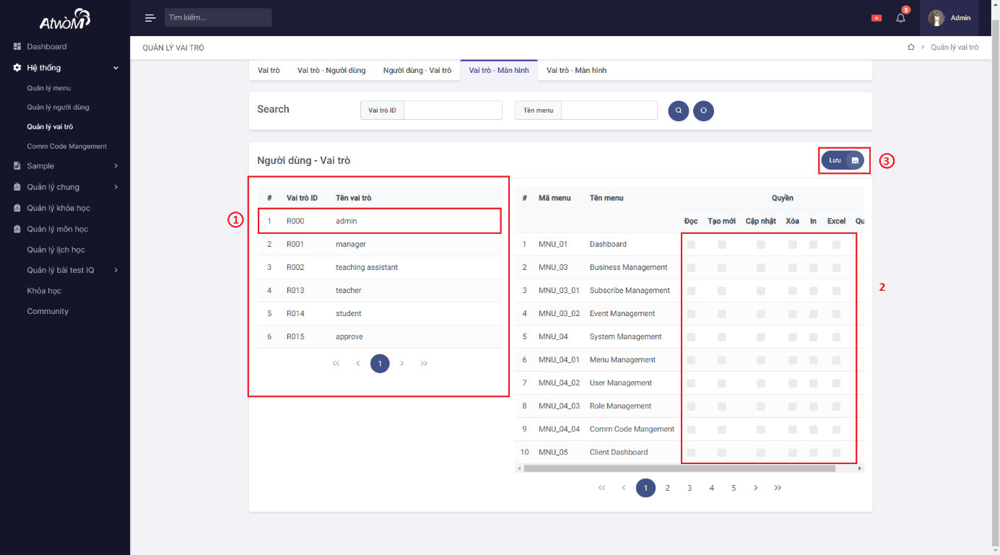 AtwòM
Tìm kiếm...
3
Admin
Dashboard
Hệ thống
Quản lý menu
Quản lý người dùng
Quản lý vai trò
Comm Code Mangement
Sample
Quản lý chung
Quản lý khóa học
Quản lý môn học
Quản lý lịch học
Quản lý bài test IQ
Khóa học
Community
QUẢN LÝ VAI TRÒ
Quản lý vai trò
Vai trò Vai trò - Người dùng Người dùng - Vai trò Vai trò - Màn hình Vai trò - Màn hình
Search Vai trò ID Tên menu
Người dùng - Vai trò
Lưu
3
1
# Vai trò ID Tên vai trò
1 R000 admin
2 R001 manager
3 R002 teaching assistant
4 R013 teacher
5 R014 student
6 R015 approve
1
# Mã menu Tên menu Quyền
Đọc Tạo mới Cập nhật Xóa In Excel Qu
1 MNU_01 Dashboard
2 MNU_03 Business Management
3 MNU_03_01 Subscribe Management
4 MNU_03_02 Event Management
5 MNU_04 System Management
6 MNU_04_01 Menu Management
7 MNU_04_02 User Management
8 MNU_04_03 Role Management
9 MNU_04_04 Comm Code Mangement
10 MNU_05 Client Dashboard
2
1 2 3 4 5